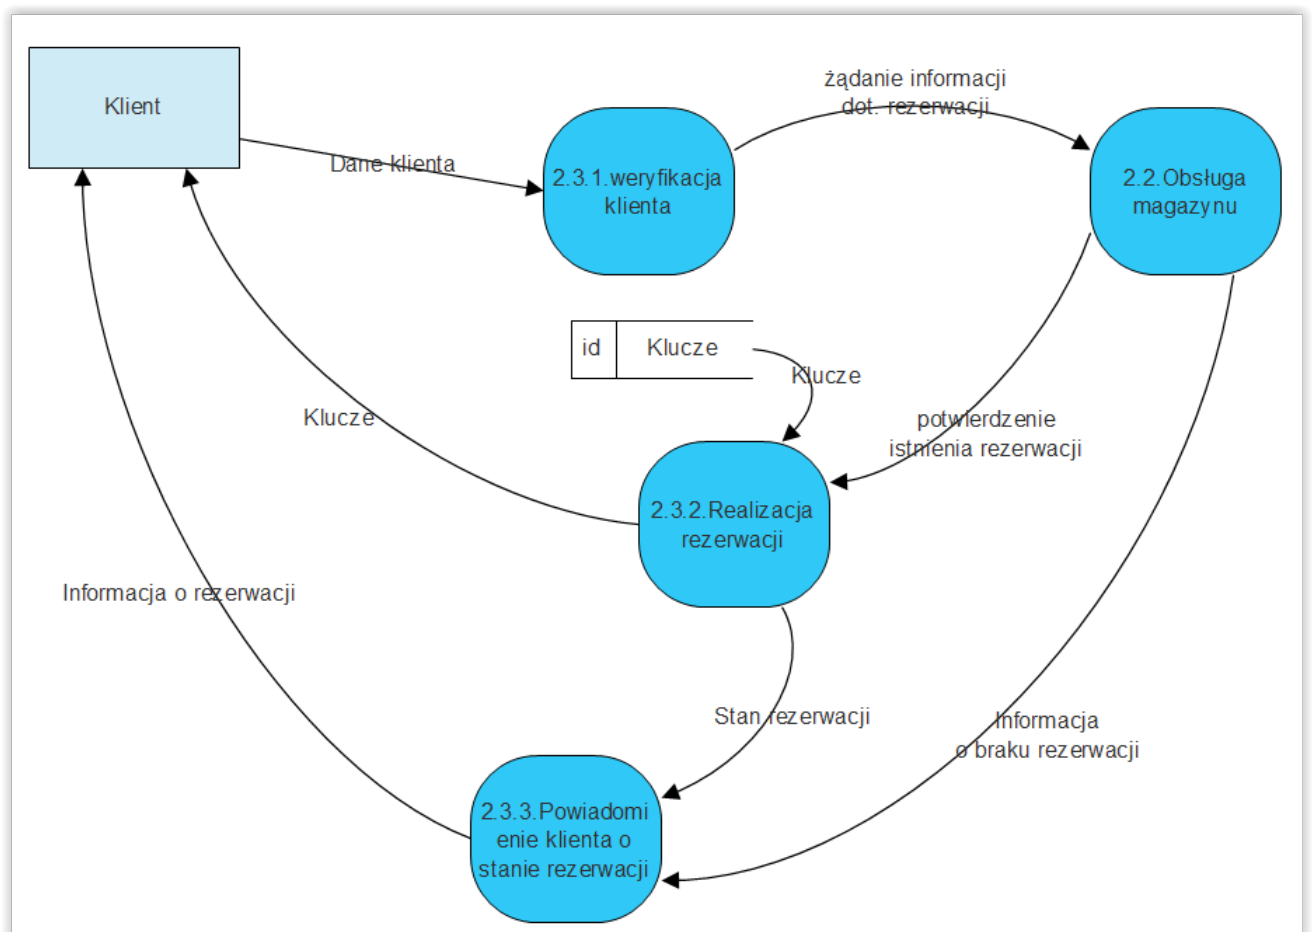 Klient
żądanie informacji
dot. rezerwacji
Dane klienta
2.3.1.weryfikacja
klienta
2.2.Obsługa
magazynu
id
Klucze
Klucze
Klucze
potwierdzenie
istnienia rezerwacji
2.3.2.Realizacja
rezerwacji
Informacja o rezerwacji
Stan rezerwacji
Informacja
o braku rezerwacji
2.3.3.Powiadomi
enie klienta o
stanie rezerwacji